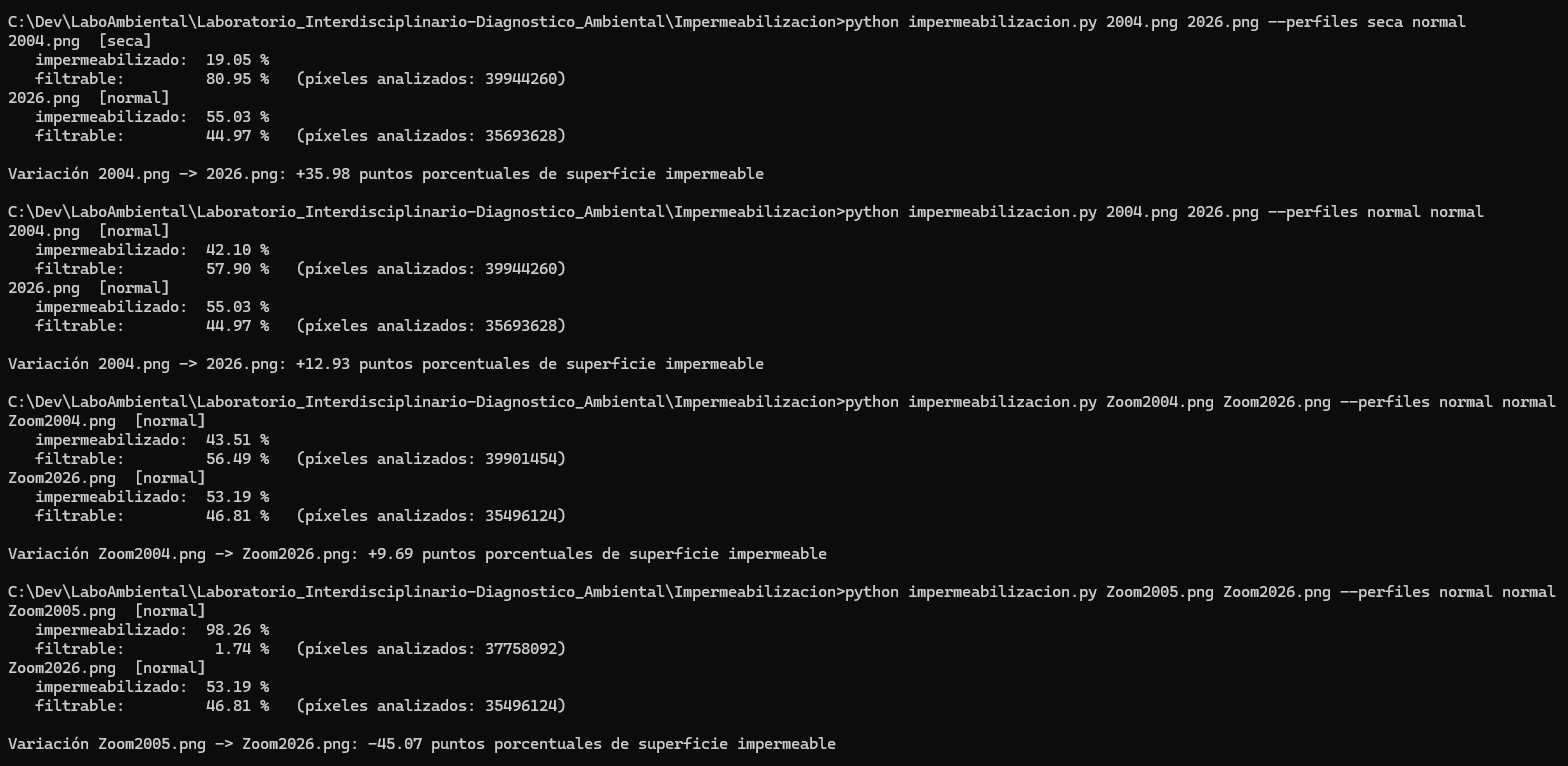 C:\Dev\LaboAmbiental\Laboratorio_Interdisciplinario-Diagnostico_Ambiental\Impermeabilizacion>python impermeabilizacion.py 2004.png 2026.png --perfiles seca normal
2004.png  [seca]
   impermeabilizado:  19.05 %
   filtrable:         80.95 %   (píxeles analizados: 39944260)
2026.png  [normal]
   impermeabilizado:  55.03 %
   filtrable:         44.97 %   (píxeles analizados: 35693628)

Variación 2004.png -> 2026.png: +35.98 puntos porcentuales de superficie impermeable

C:\Dev\LaboAmbiental\Laboratorio_Interdisciplinario-Diagnostico_Ambiental\Impermeabilizacion>python impermeabilizacion.py 2004.png 2026.png --perfiles normal normal
2004.png  [normal]
   impermeabilizado:  42.10 %
   filtrable:         57.90 %   (píxeles analizados: 39944260)
2026.png  [normal]
   impermeabilizado:  55.03 %
   filtrable:         44.97 %   (píxeles analizados: 35693628)

Variación 2004.png -> 2026.png: +12.93 puntos porcentuales de superficie impermeable

C:\Dev\LaboAmbiental\Laboratorio_Interdisciplinario-Diagnostico_Ambiental\Impermeabilizacion>python impermeabilizacion.py Zoom2004.png Zoom2026.png --perfiles normal normal
Zoom2004.png  [normal]
   impermeabilizado:  43.51 %
   filtrable:         56.49 %   (píxeles analizados: 39901454)
Zoom2026.png  [normal]
   impermeabilizado:  53.19 %
   filtrable:         46.81 %   (píxeles analizados: 35496124)

Variación Zoom2004.png -> Zoom2026.png: +9.69 puntos porcentuales de superficie impermeable

C:\Dev\LaboAmbiental\Laboratorio_Interdisciplinario-Diagnostico_Ambiental\Impermeabilizacion>python impermeabilizacion.py Zoom2005.png Zoom2026.png --perfiles normal normal
Zoom2005.png  [normal]
   impermeabilizado:  98.26 %
   filtrable:          1.74 %   (píxeles analizados: 37758092)
Zoom2026.png  [normal]
   impermeabilizado:  53.19 %
   filtrable:         46.81 %   (píxeles analizados: 35496124)

Variación Zoom2005.png -> Zoom2026.png: -45.07 puntos porcentuales de superficie impermeable